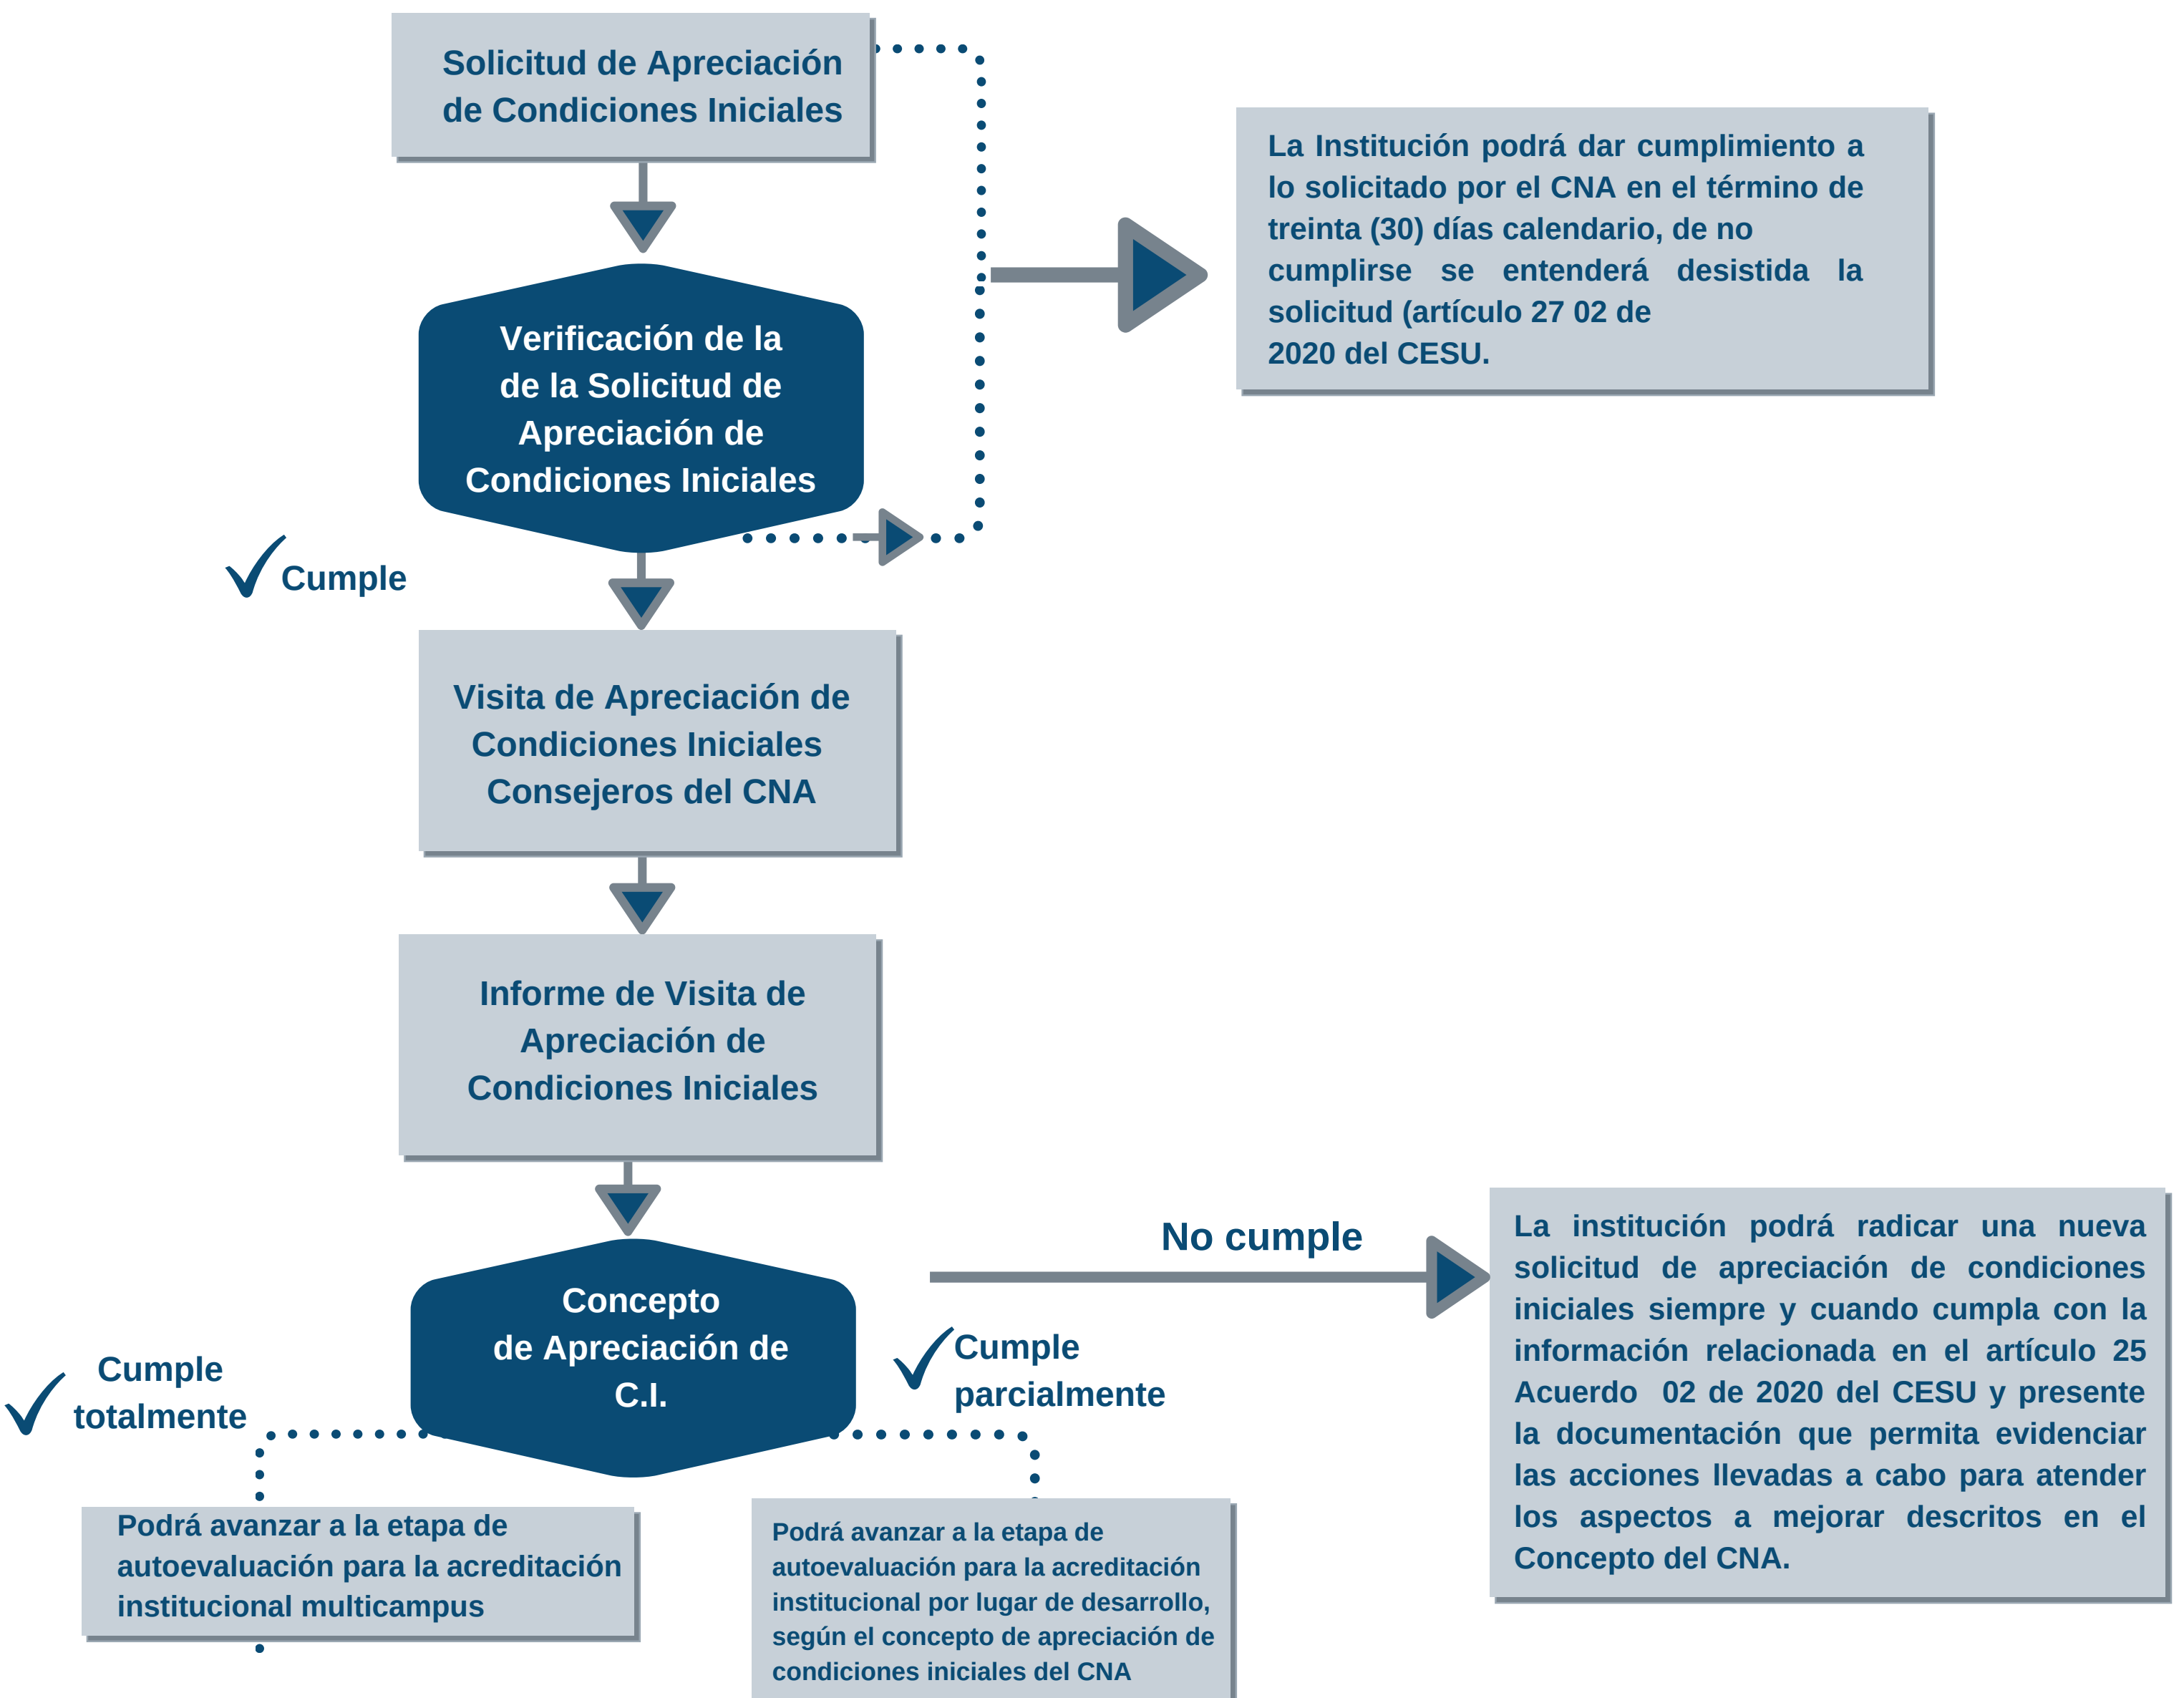 Solicitud de Apreciación
de Condiciones Iniciales
La Institución podrá dar cumplimiento a
lo solicitado por el CNA en el término de
treinta (30) días calendario, de no
cumplirse se entenderá desistida la
solicitud (artículo 27 02 de
2020 del CESU.
Verificación de la
de la Solicitud de
Apreciación de
Condiciones Iniciales
Cumple
Visita de Apreciación de
Condiciones Iniciales
Consejeros del CNA
Informe de Visita de
Apreciación de
Condiciones Iniciales
Concepto
de Apreciación de
C.I.
No cumple
La institución podrá radicar una nueva
solicitud de apreciación de condiciones
iniciales siempre y cuando cumpla con la
información relacionada en el artículo 25
Acuerdo 02 de 2020 del CESU y presente
la documentación que permita evidenciar
las acciones llevadas a cabo para atender
los aspectos a mejorar descritos en el
Concepto del CNA.
Cumple
totalmente
Cumple
parcialmente
Podrá avanzar a la etapa de
autoevaluación para la acreditación
institucional multicampus
Podrá avanzar a la etapa de
autoevaluación para la acreditación
institucional por lugar de desarrollo,
según el concepto de apreciación de
condiciones iniciales del CNA